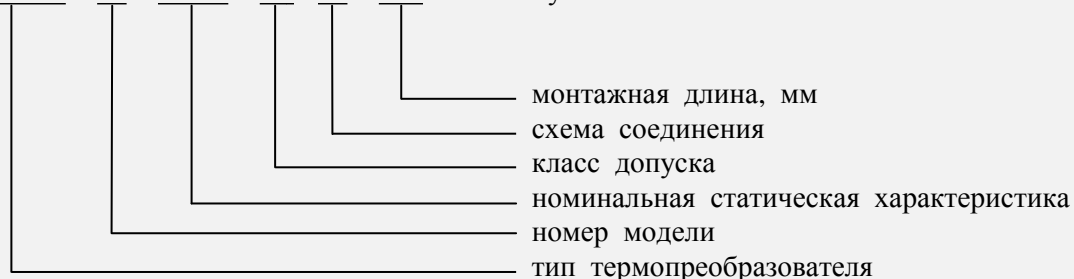 монтажная длина, мм
схема соединения
класс допуска
номинальная статическая характеристика
номер модели
тип термопреобразователя